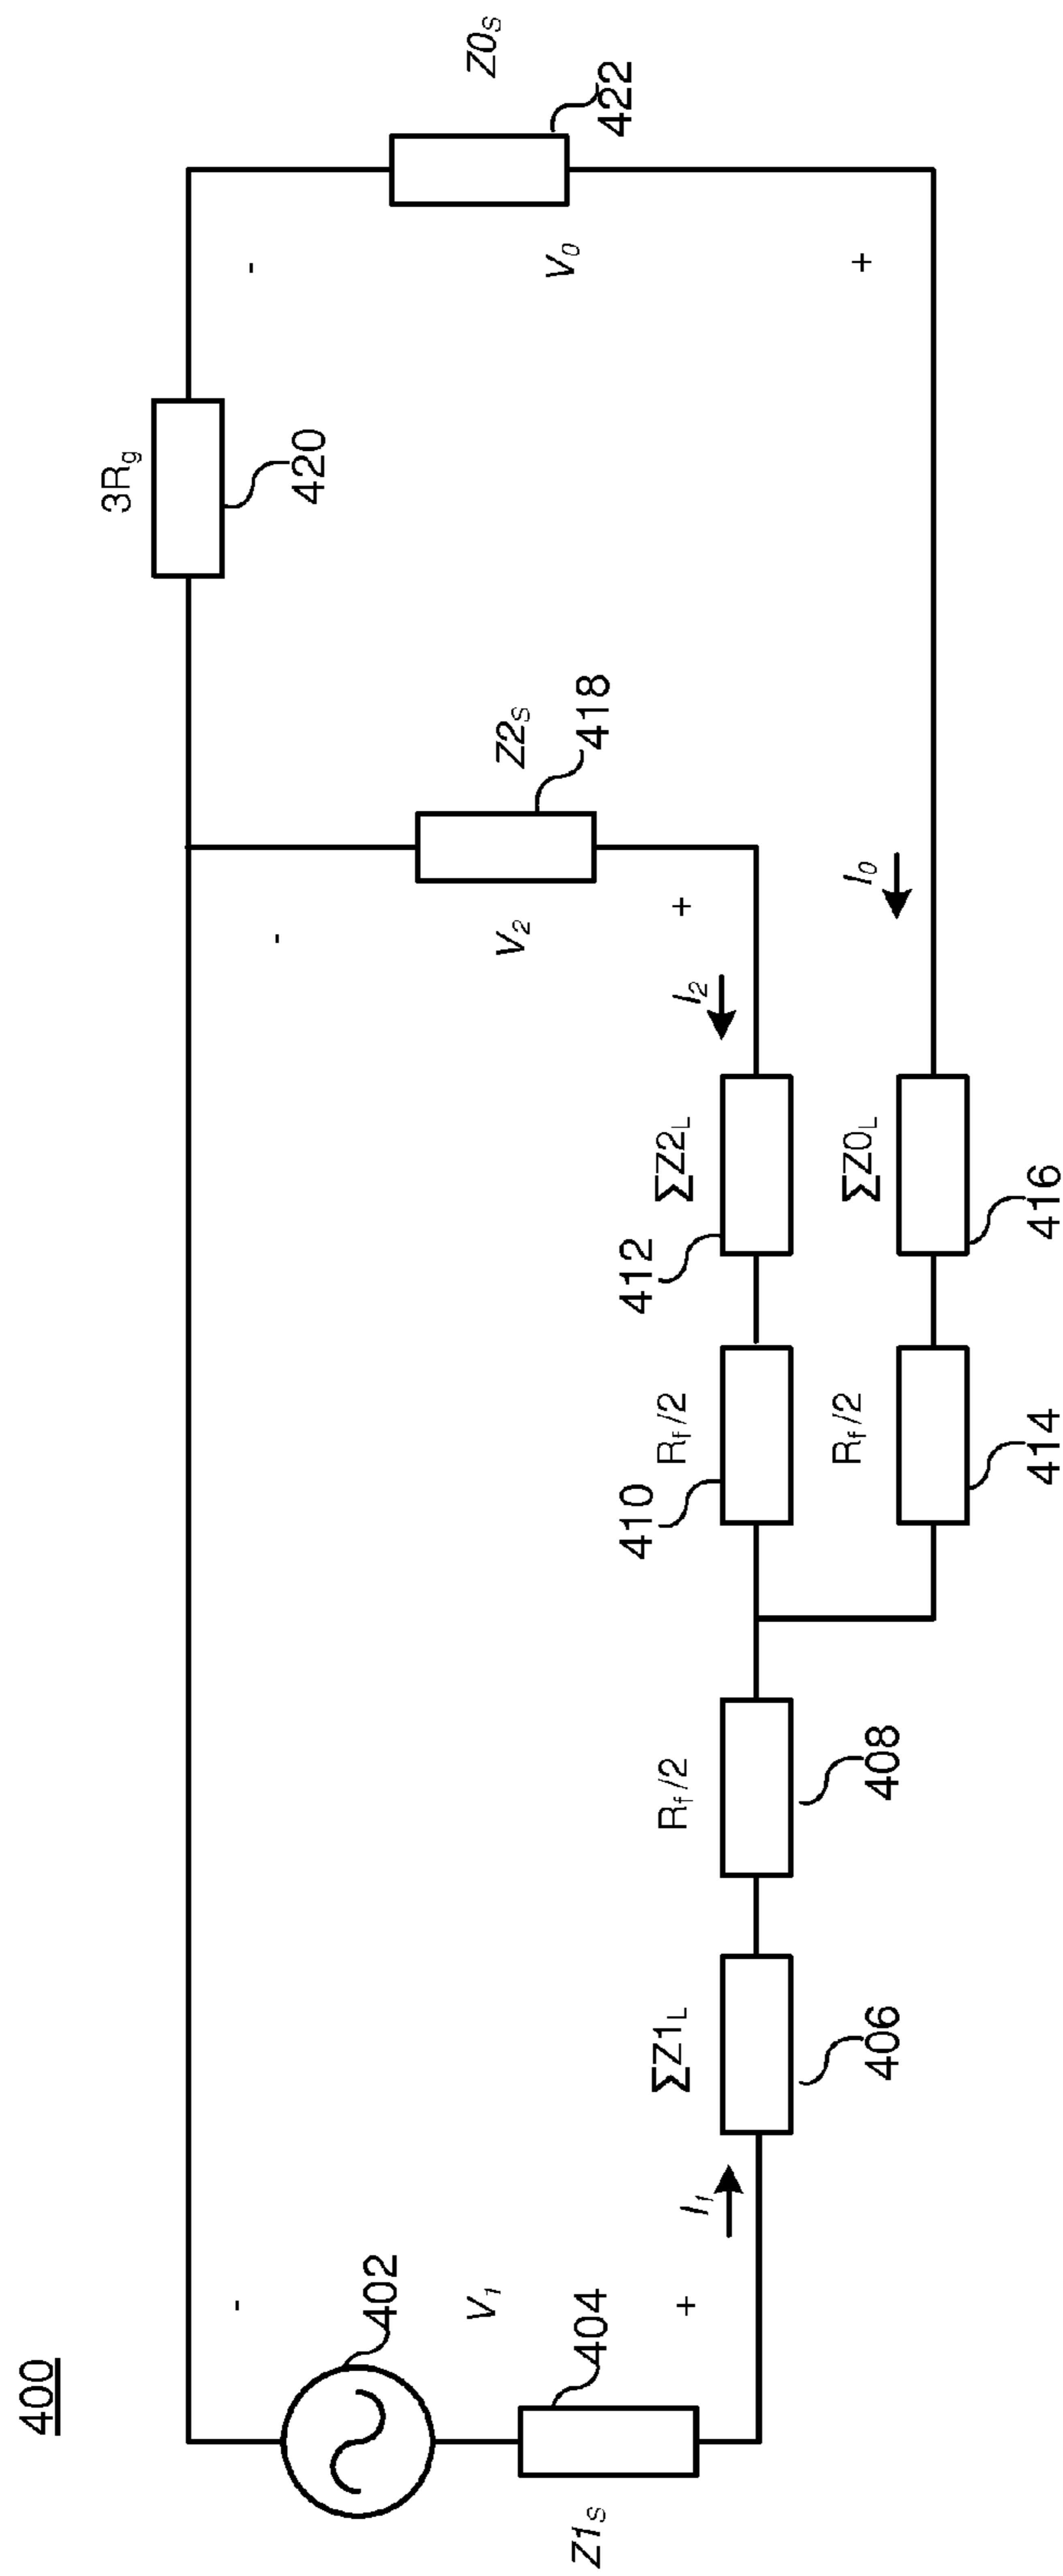 400
402
Z1S
404
V1
-
+
I1
ΣZ1L
406
Rf/2
408
Rf/2
410
ΣZ2L
412
Rf/2
414
ΣZ0L
416
I2
I0
Z2S
418
V2
-
+
3Rg
420
Z0S
422
V0
-
+